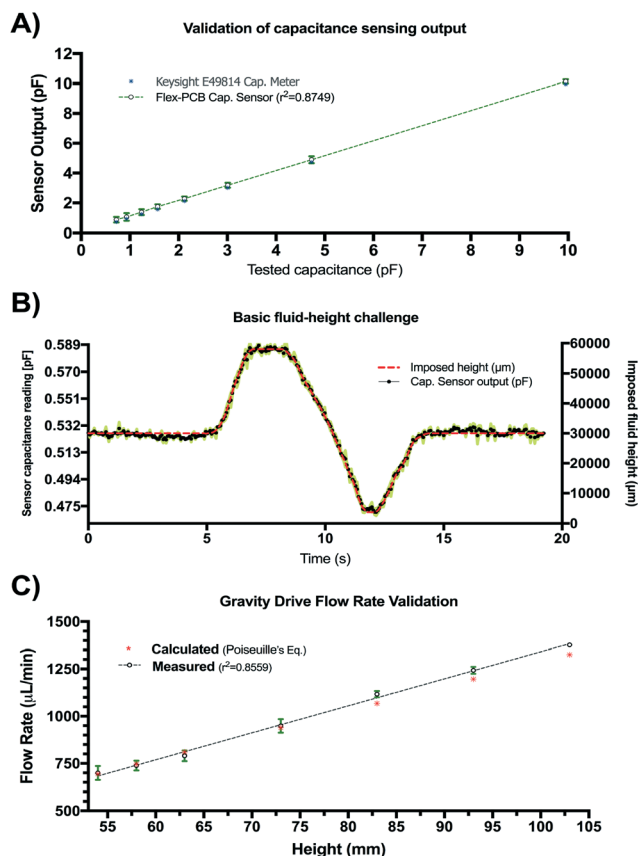 A)
Validation of capacitance sensing output
Sensor Output (pF)
12
10
8
6
4
2
0
Keysight E49814 Cap. Meter
Flex-PCB Cap. Sensor (r²=0.8749)
0 1 2 3 4 5 6 7 8 9 10
Tested capacitance (pF)
B)
Basic fluid-height challenge
Sensor capacitance reading [pF]
0.589
0.570
0.551
0.532
0.513
0.494
0.475
Imposed height (μm)
Cap. Sensor output (pF)
60000
50000
40000
30000
20000
10000
0
Imposed fluid height (μm)
0 5 10 15 20
Time (s)
C)
Gravity Drive Flow Rate Validation
Flow Rate (μL/min)
1500
1250
1000
750
500
Calculated (Poiseuille's Eq.)
Measured (r²=0.8559)
55 60 65 70 75 80 85 90 95 100 105
Height (mm)